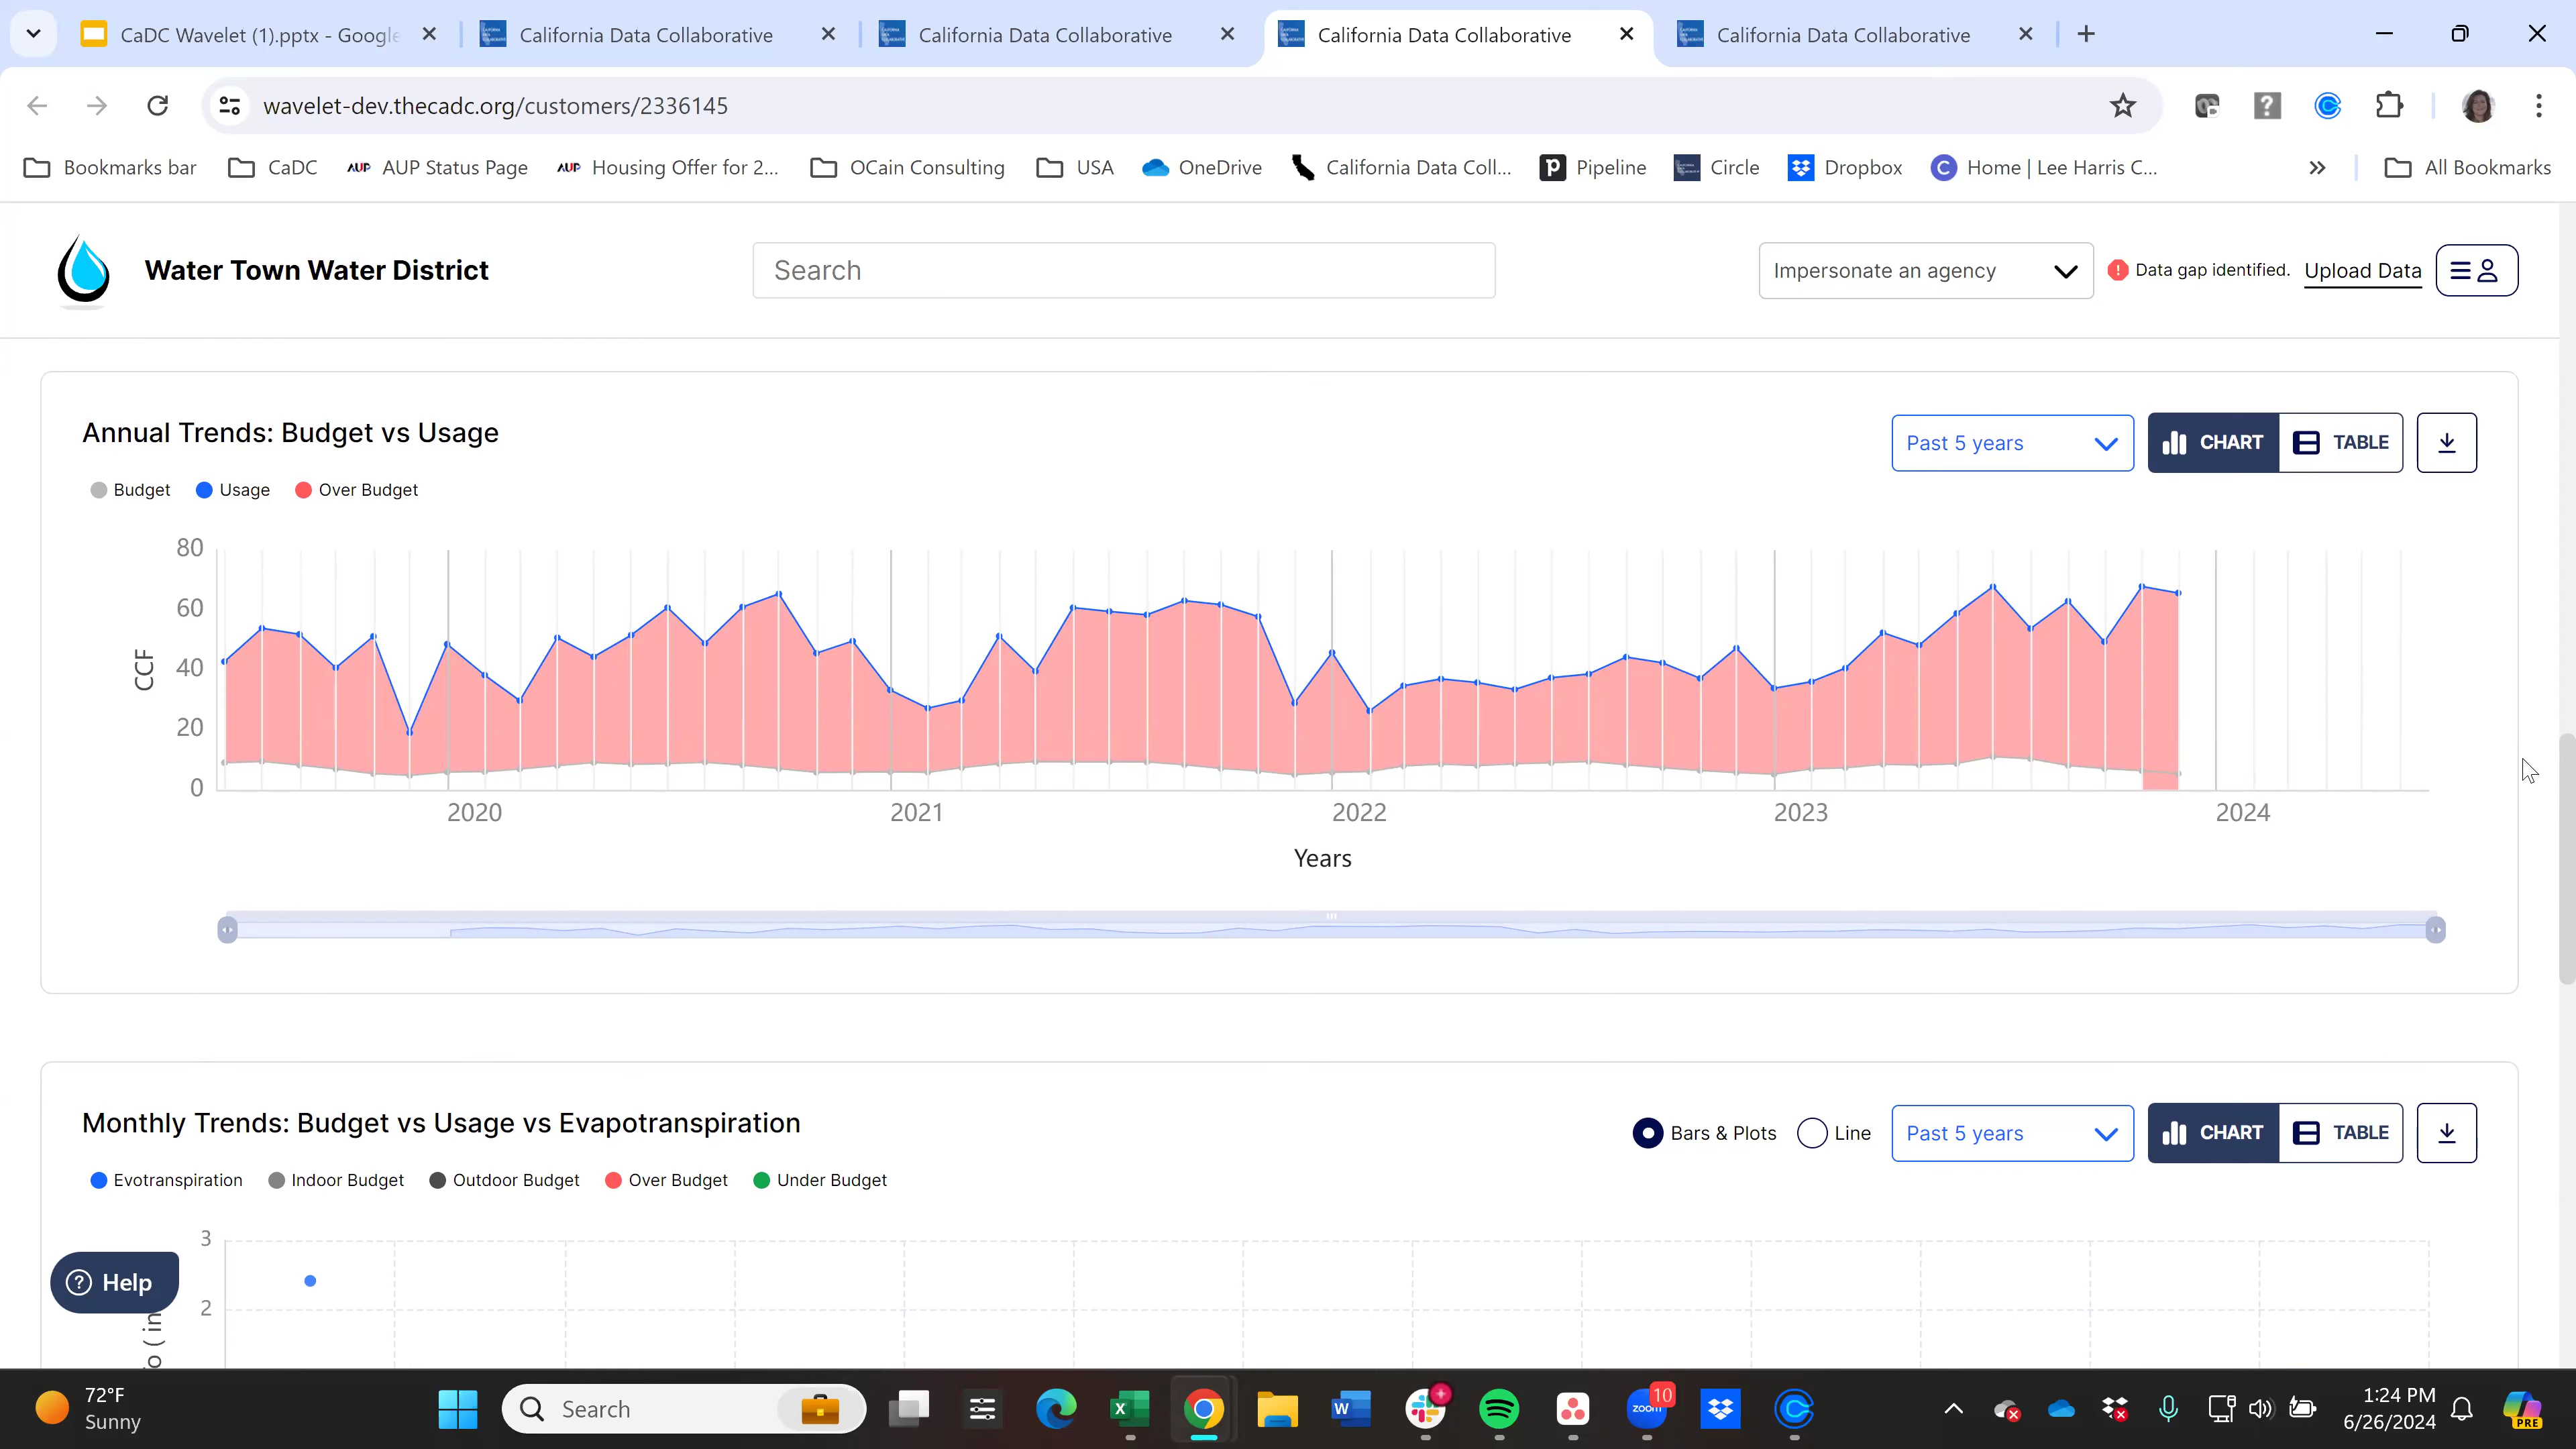 CaDC Wavelet (1).pptx - Google
California Data Collaborative
California Data Collaborative
California Data Collaborative
California Data Collaborative
wavelet-dev.thecadc.org/customers/2336145
Bookmarks bar
CaDC
AUP AUP Status Page
AUP Housing Offer for 2...
OCain Consulting
USA
OneDrive
California Data Coll...
Pipeline
Circle
Dropbox
C Home | Lee Harris C...
All Bookmarks
Water Town Water District
Search
Impersonate an agency
Data gap identified.
Upload Data
Annual Trends: Budget vs Usage
Past 5 years
CHART
TABLE
Budget
Usage
Over Budget
80
60
40
20
0
CCF
2020
2021
2022
2023
2024
Years
Monthly Trends: Budget vs Usage vs Evapotranspiration
Bars & Plots
Line
Past 5 years
CHART
TABLE
Evotranspiration
Indoor Budget
Outdoor Budget
Over Budget
Under Budget
3
2
? Help
72°F
Sunny
Search
zoom
10
1:24 PM
6/26/2024
PRE